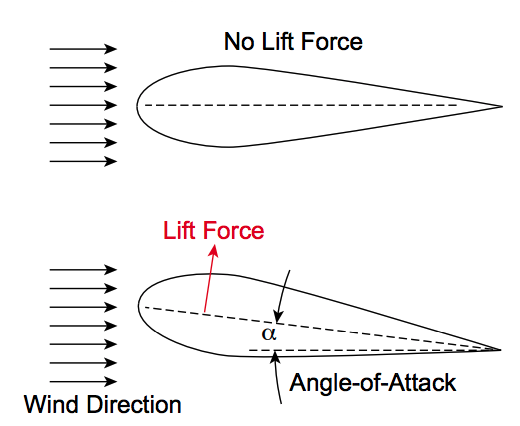 No Lift Force
Lift Force
α
Angle-of-Attack
Wind Direction